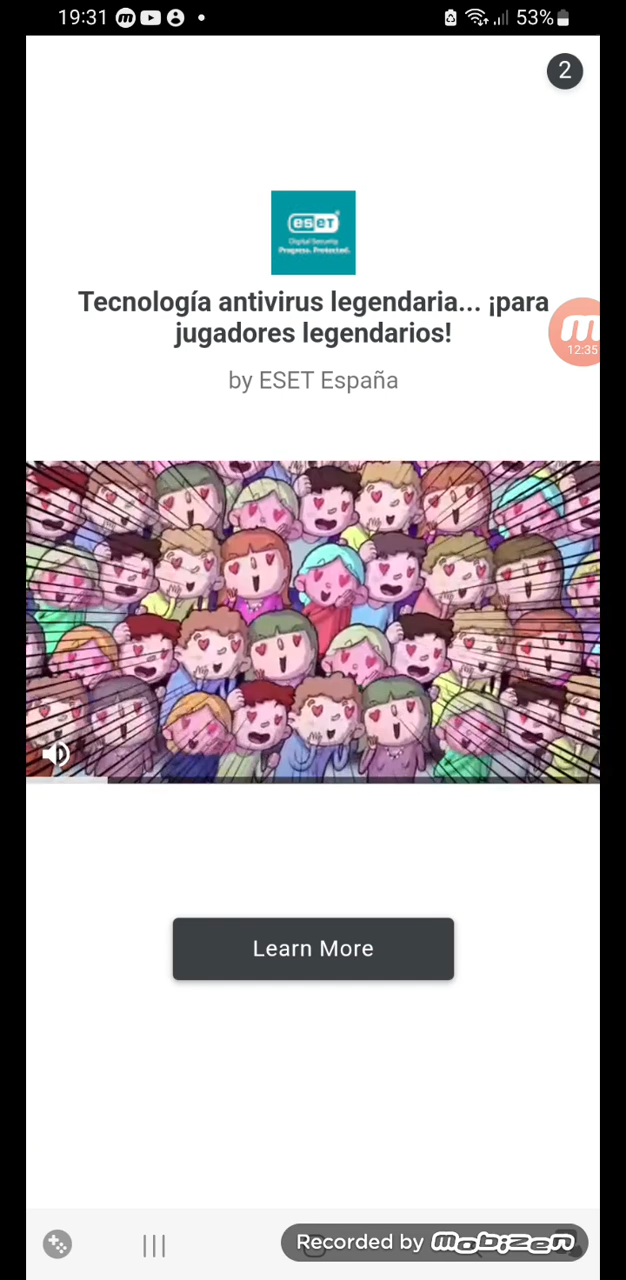 19:31
53%
2
eseT
Digital Security
Progress. Protected.
Tecnología antivirus legendaria... ¡para
jugadores legendarios!
12:35
by ESET España
Learn More
Recorded by mobizen